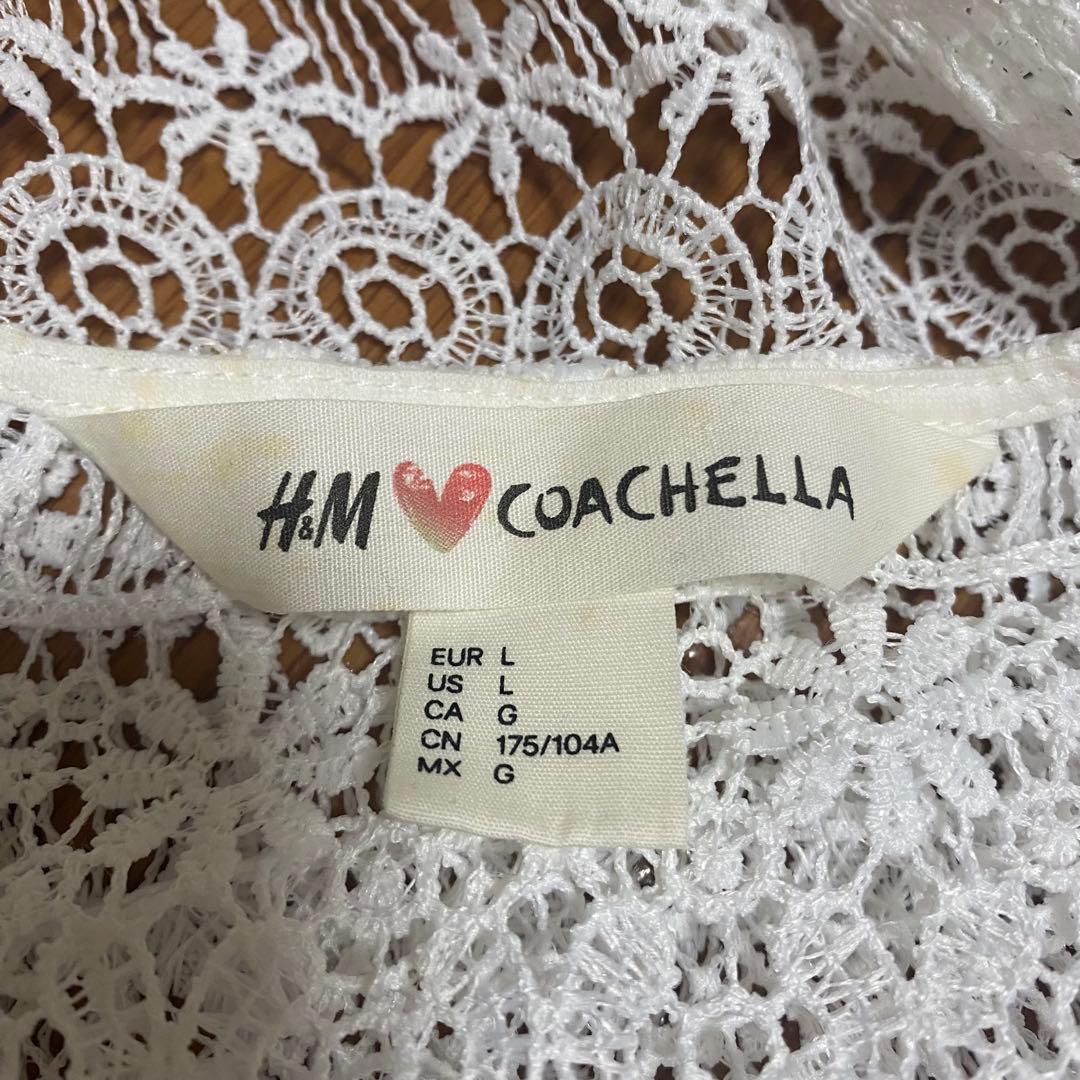 H&M COACHELLA
EUR L
US L
CA G
CN 175/104A
MX G